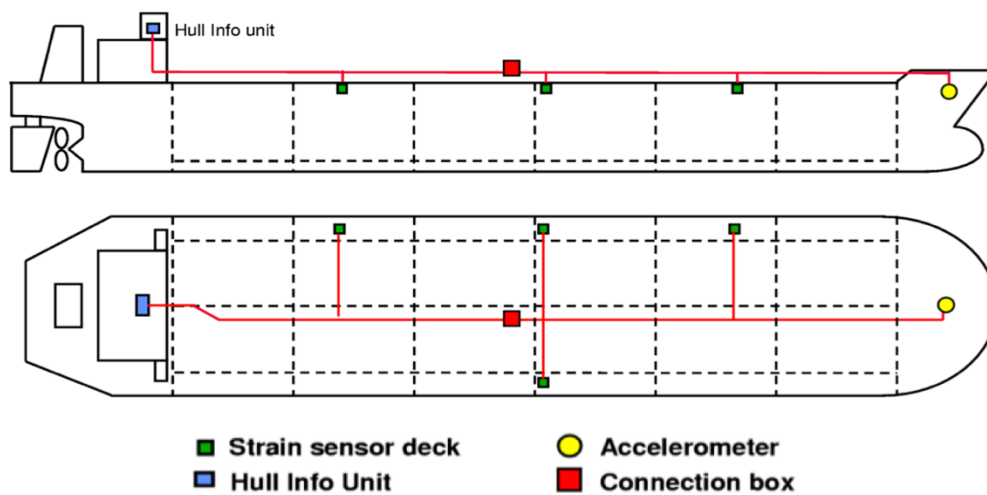 Hull Info unit
Strain sensor deck
Accelerometer
Hull Info Unit
Connection box